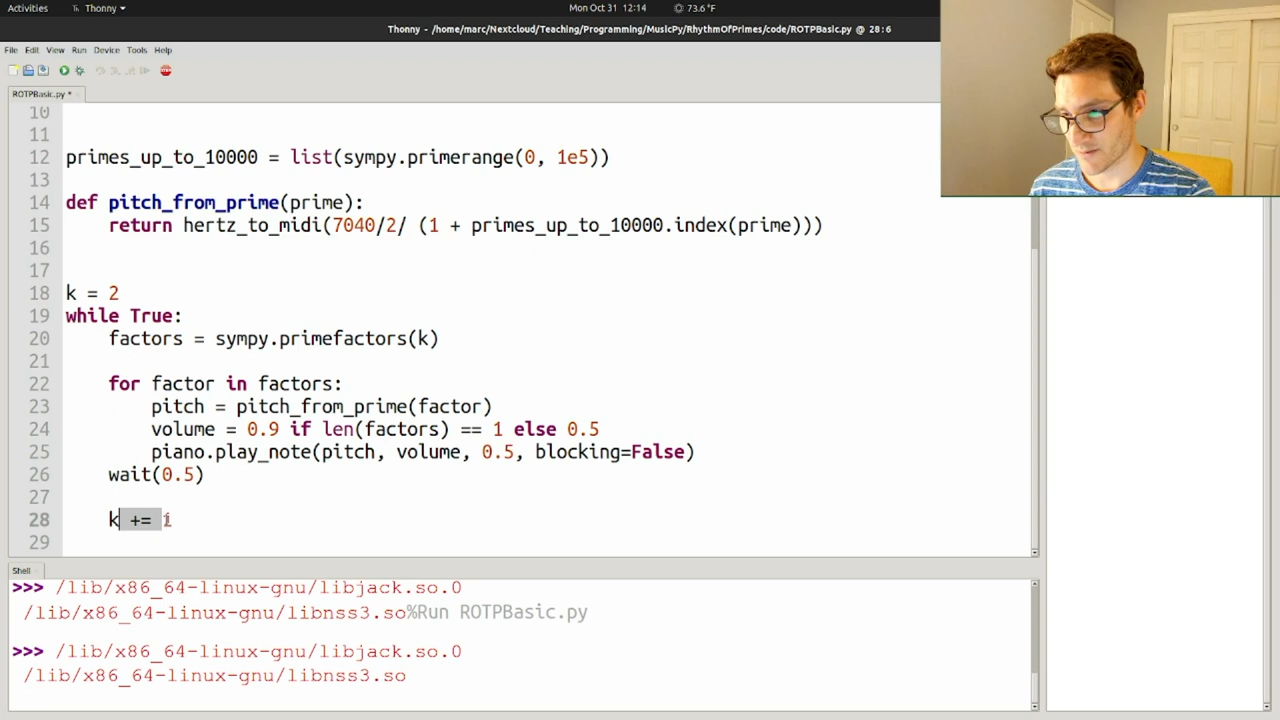 Activities Thonny Mon Oct 31 12:14 73.6 °F
Thonny - /home/marc/Nextcloud/Teaching/Programming/MusicPy/RhythmOfPrimes/code/ROTPBasic.py @ 28:6
File Edit View Run Device Tools Help
ROTPBasic.py *
10
11
12 primes_up_to_10000 = list(sympy.primerange(0, 1e5))
13
14 def pitch_from_prime(prime):
15 return hertz_to_midi(7040/2/ (1 + primes_up_to_10000.index(prime)))
16
17
18 k = 2
19 while True:
20 factors = sympy.primefactors(k)
21
22 for factor in factors:
23 pitch = pitch_from_prime(factor)
24 volume = 0.9 if len(factors) == 1 else 0.5
25 piano.play_note(pitch, volume, 0.5, blocking=False)
26 wait(0.5)
27
28 k += 1
29
Shell
>>> /lib/x86_64-linux-gnu/libjack.so.0
/lib/x86_64-linux-gnu/libnss3.so%Run ROTPBasic.py
>>> /lib/x86_64-linux-gnu/libjack.so.0
/lib/x86_64-linux-gnu/libnss3.so